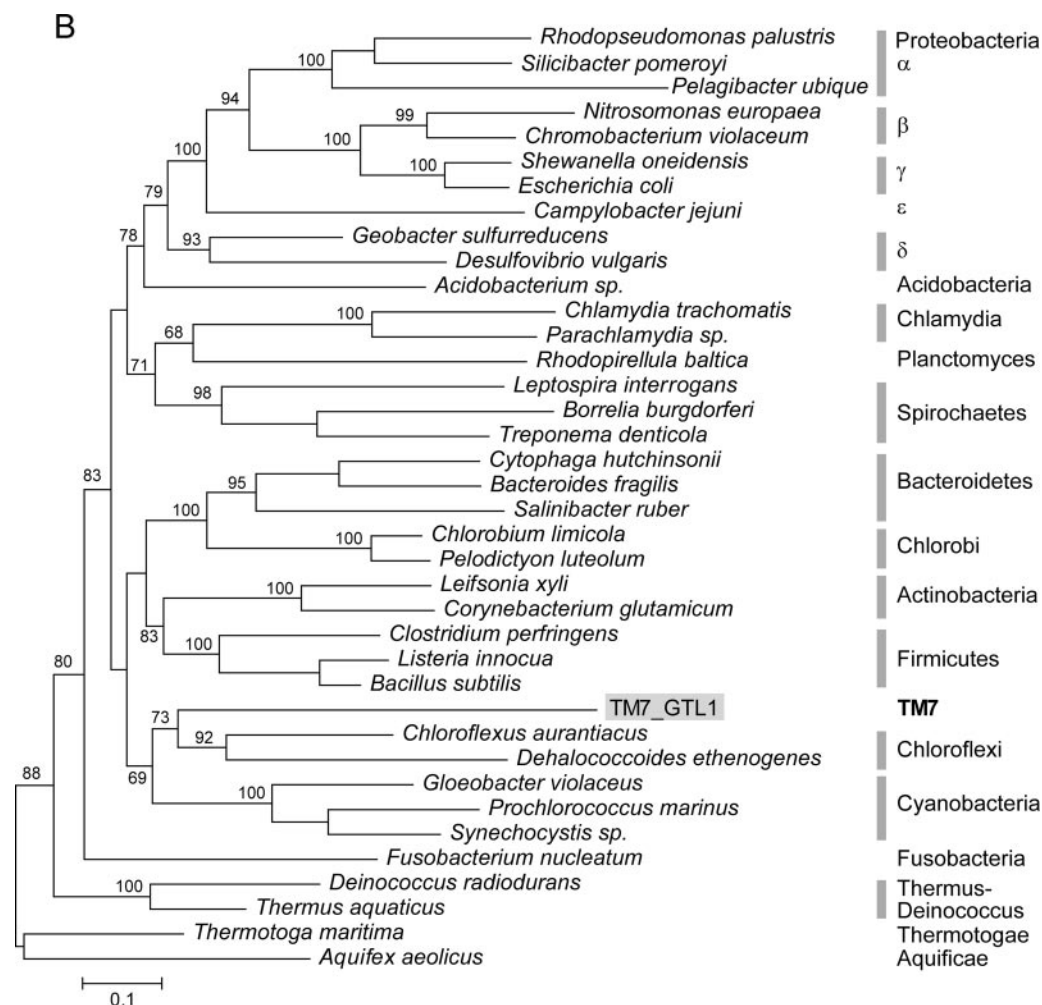 B
Rhodopseudomonas palustris
Proteobacteria
100
Silicibacter pomeroyi
α
Pelagibacter ubique
94
Nitrosomonas europaea
99
β
Chromobacterium violaceum
100
Shewanella oneidensis
100
100
γ
Escherichia coli
79
Campylobacter jejuni
ε
Geobacter sulfurreducens
78
93
δ
Desulfovibrio vulgaris
Acidobacterium sp.
Acidobacteria
Chlamydia trachomatis
100
Chlamydia
68
Parachlamydia sp.
71
Rhodopirellula baltica
Planctomyces
Leptospira interrogans
98
Borrelia burgdorferi
Spirochaetes
Treponema denticola
Cytophaga hutchinsonii
83
95
Bacteroides fragilis
Bacteroidetes
100
Salinibacter ruber
Chlorobium limicola
100
Chlorobi
Pelodictyon luteolum
Leifsonia xyli
100
Actinobacteria
Corynebacterium glutamicum
83
Clostridium perfringens
100
Listeria innocua
Firmicutes
80
Bacillus subtilis
TM7_GTL1
TM7
73
Chloroflexus aurantiacus
92
Chloroflexi
Dehalococcoides ethenogenes
88
69
Gloeobacter violaceus
100
Prochlorococcus marinus
Cyanobacteria
Synechocystis sp.
Fusobacterium nucleatum
Fusobacteria
Deinococcus radiodurans
100
Thermus-
Thermus aquaticus
Deinococcus
Thermotoga maritima
Thermotogae
Aquifex aeolicus
Aquificae
0.1